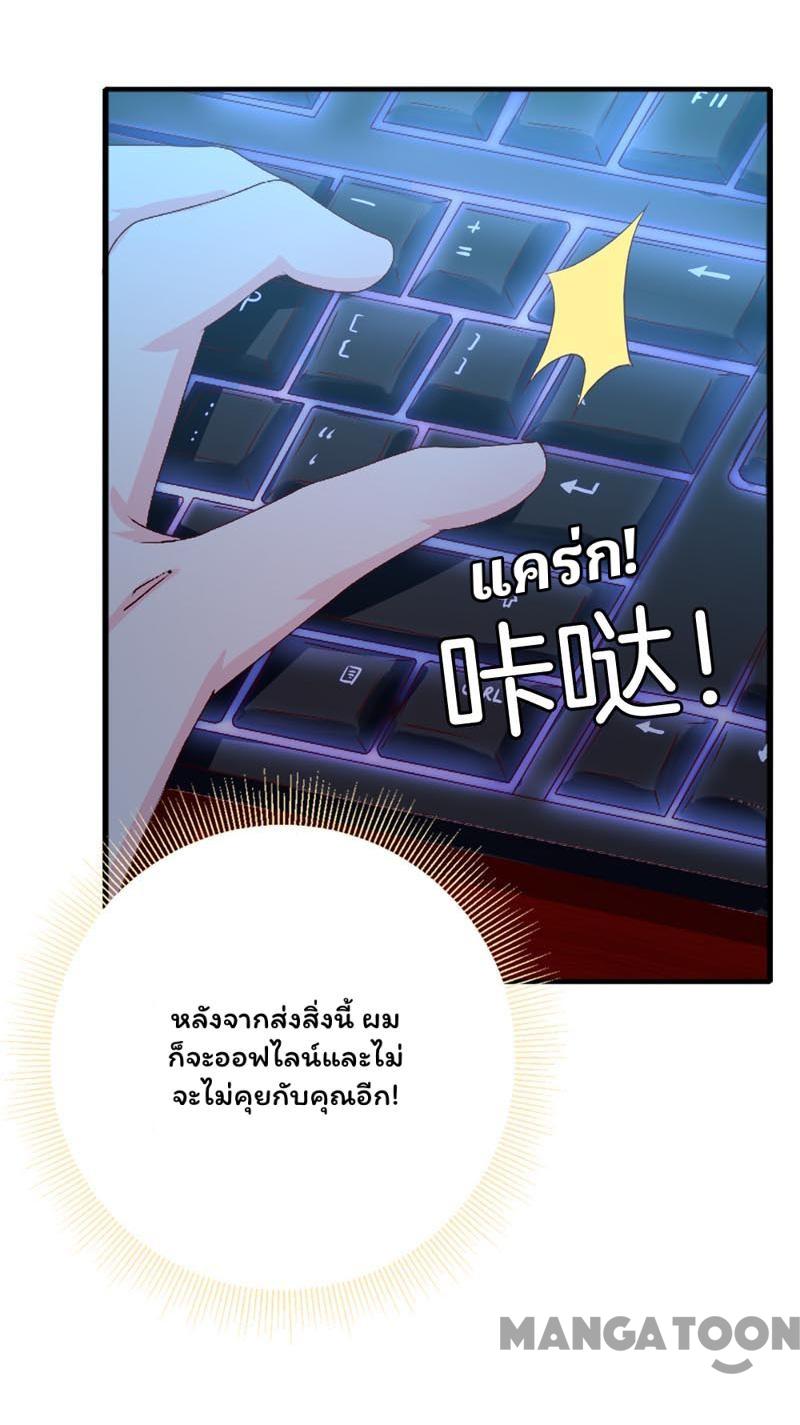 F11
—
+
=
←
P
[
{
]
}
:
;
“
‘
↵
แคร่ก!
⇧
咔哒!
CTRL
←
หลังจากส่งสิ่งนี้ ผม
ก็จะออฟไลน์และไม่
จะไม่คุยกับคุณอีก!
MANGATOON